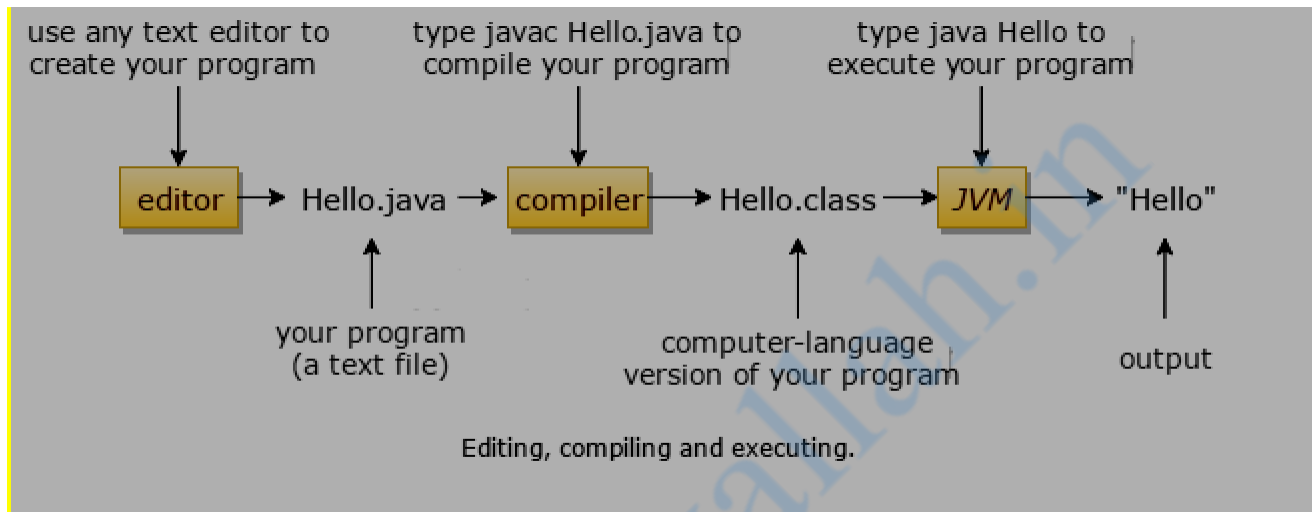 use any text editor to
create your program
type javac Hello.java to
compile your program
type java Hello to
execute your program
editor
Hello.java
compiler
Hello.class
JVM
"Hello"
your program
(a text file)
computer-language
version of your program
output
Editing, compiling and executing.
allah.in